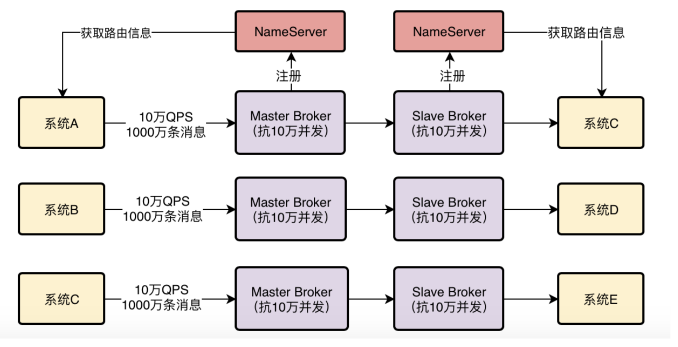 NameServer
NameServer
获取路由信息
获取路由信息
注册
注册
系统A
10万QPS
1000万条消息
Master Broker
(抗10万并发)
Slave Broker
(抗10万并发)
系统C
系统B
10万QPS
1000万条消息
Master Broker
(抗10万并发)
Slave Broker
(抗10万并发)
系统D
系统C
10万QPS
1000万条消息
Master Broker
(抗10万并发)
Slave Broker
(抗10万并发)
系统E